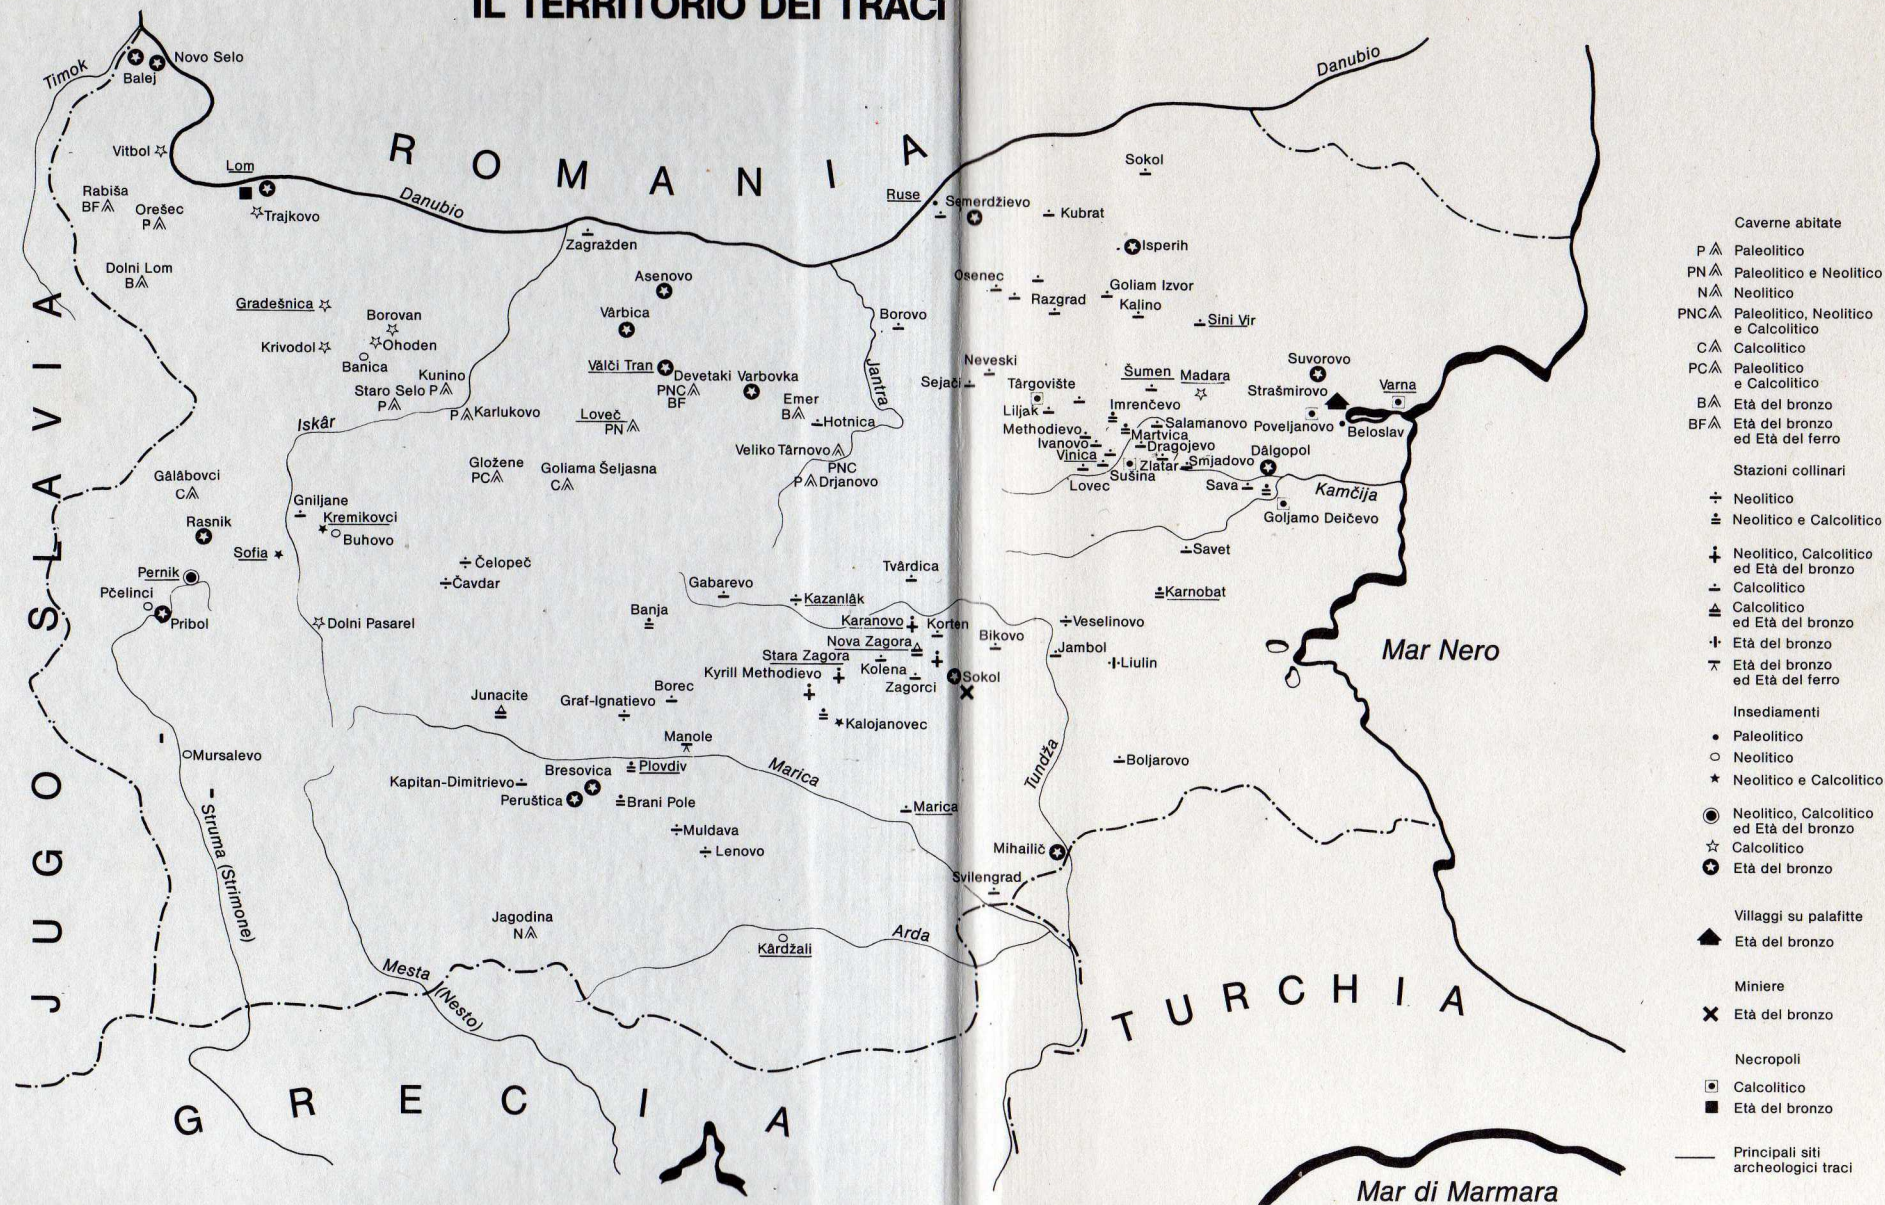 IL TERRITORIO DEI TRACI
Timok
Novo Selo
Balej
Danubio
Vitbol
Lom
ROMANIA
Sokol
Rabiša
BF
Orešec
P
Trajkovo
Danubio
Ruse
Semerdžievo
Kubrat
Zagražden
Isperih
Dolni Lom
B
Asenovo
Osenec
Goliam Izvor
Gradešnica
Borovan
Vârbica
Borovo
Razgrad
Kalino
Sini Vir
Krivodol
Ohoden
Banica
Vâlči Tran
Devetaki
Varbovka
Neveski
Suvorovo
Kunino
P
Staro Selo
P
PNC
BF
Jantra
Sejači
Târgovište
Šumen
Madara
Strašmirovo
Varna
P
Karlukovo
Loveč
PN
Emer
B
Hotnica
Liljak
Imrenčevo
Iskâr
Methodievo
Salamanovo
Poveljanovo
Beloslav
Martvica
Ivanovo
Dragojevo
Veliko Târnovo
PNC
Vinica
Zlatar
Smjadovo
Dâlgopol
Gâlâbovci
C
Gložene
PC
Goliama Šeljasna
C
P
Drjanovo
Lovec
Sušina
Sava
Kamčija
Gniljane
Kremikovci
Goljamo Deičevo
Rasnik
Buhovo
Sofia
Savet
Čelopeč
Tvârdica
Pernik
Čavdar
Gabarevo
Karnobat
Pčelinci
Kazanlâk
Banja
Pribol
Dolni Pasarel
Karanovo
Korten
Veselinovo
Nova Zagora
Bikovo
Mar Nero
Stara Zagora
Jambol
Kyrill Methodievo
Kolena
Liulin
Zagorci
Sokol
Junacite
Graf-Ignatievo
Borec
Kalojanovec
Manole
Mursalevo
Marica
Tundža
Boljarovo
Bresovica
Plovdiv
Kapitan-Dimitrievo
Peruštica
Brani Pole
Marica
Struma (Strimone)
Muldava
Lenovo
Mihailič
Svilengrad
Jagodina
N
Kârdžali
Arda
Mesta
(Nesto)
JUGOSLAVIA
TURCHIA
GRECIA
Mar di Marmara
Caverne abitate
P Paleolitico
PN Paleolitico e Neolitico
N Neolitico
PNC Paleolitico, Neolitico
e Calcolitico
C Calcolitico
PC Paleolitico
e Calcolitico
B Età del bronzo
BF Età del bronzo
ed Età del ferro
Stazioni collinari
Neolitico
Neolitico e Calcolitico
Neolitico, Calcolitico
ed Età del bronzo
Calcolitico
Calcolitico
ed Età del bronzo
Età del bronzo
Età del bronzo
ed Età del ferro
Insediamenti
Paleolitico
Neolitico
Neolitico e Calcolitico
Neolitico, Calcolitico
ed Età del bronzo
Calcolitico
Età del bronzo
Villaggi su palafitte
Età del bronzo
Miniere
Età del bronzo
Necropoli
Calcolitico
Età del bronzo
Principali siti
archeologici traci